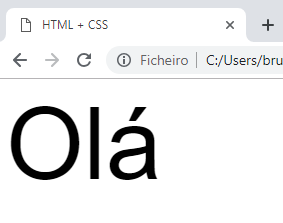 HTML + CSS
Ficheiro C:/Users/bru
Olá